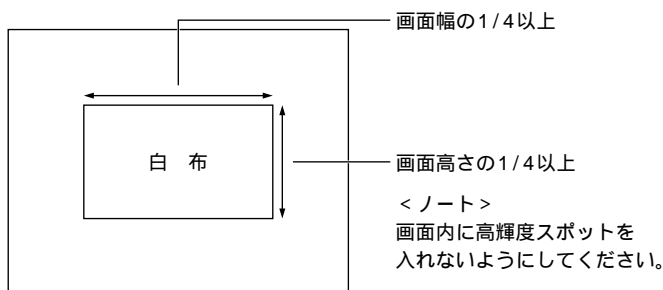 画面幅の1/4以上
白 布
画面高さの1/4以上
<ノート>
画面内に高輝度スポットを
入れないようにしてください。